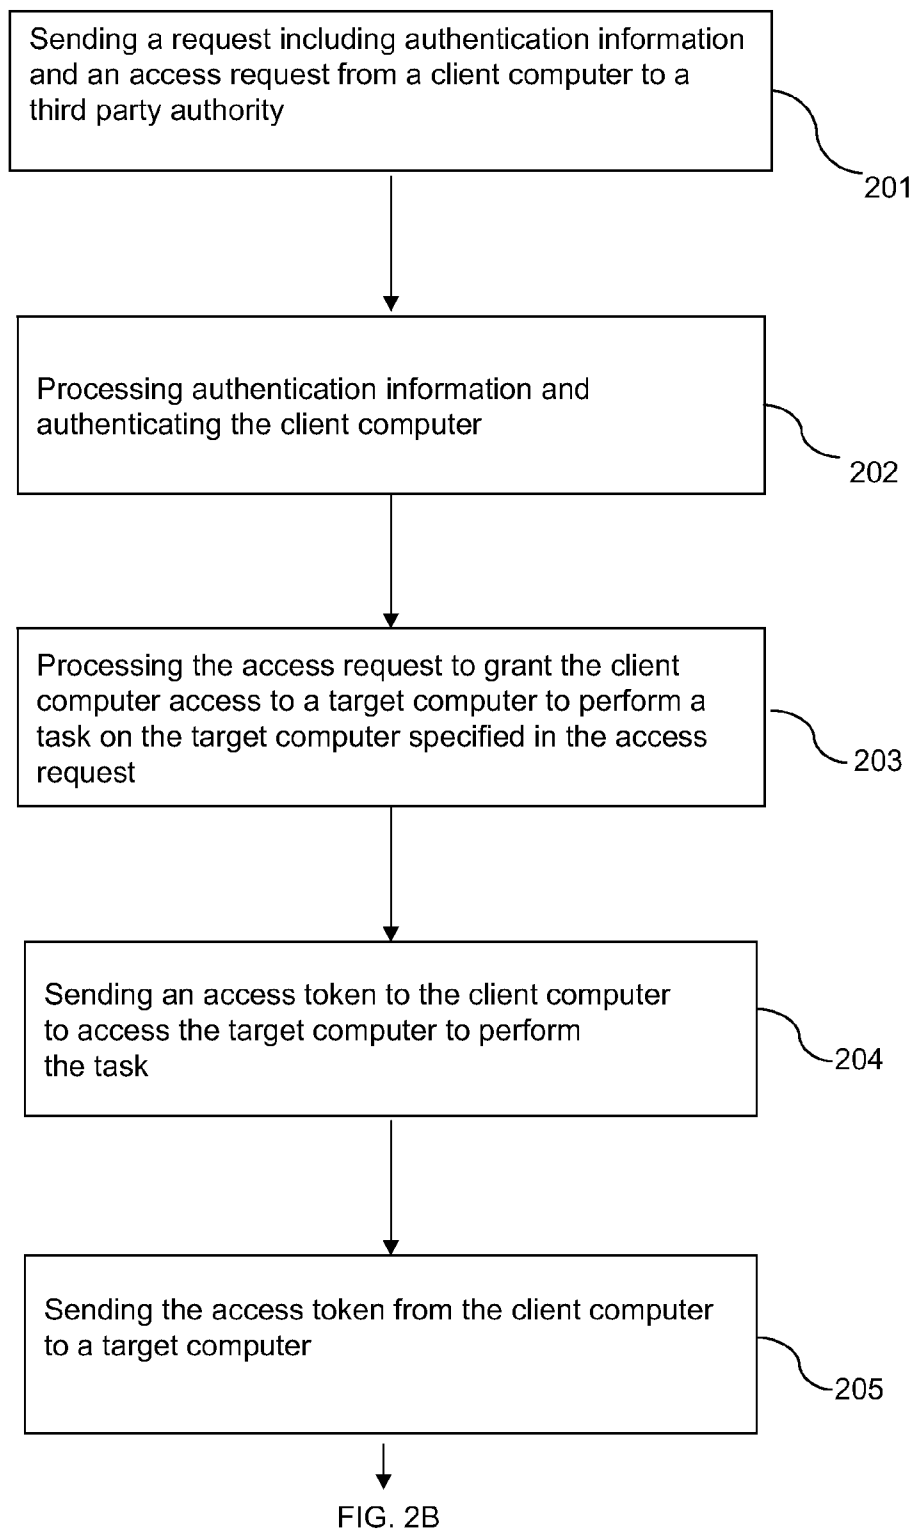 Sending a request including authentication information
and an access request from a client computer to a
third party authority
201
Processing authentication information and
authenticating the client computer
202
Processing the access request to grant the client
computer access to a target computer to perform a
task on the target computer specified in the access
request
203
Sending an access token to the client computer
to access the target computer to perform
the task
204
Sending the access token from the client computer
to a target computer
205
FIG. 2B